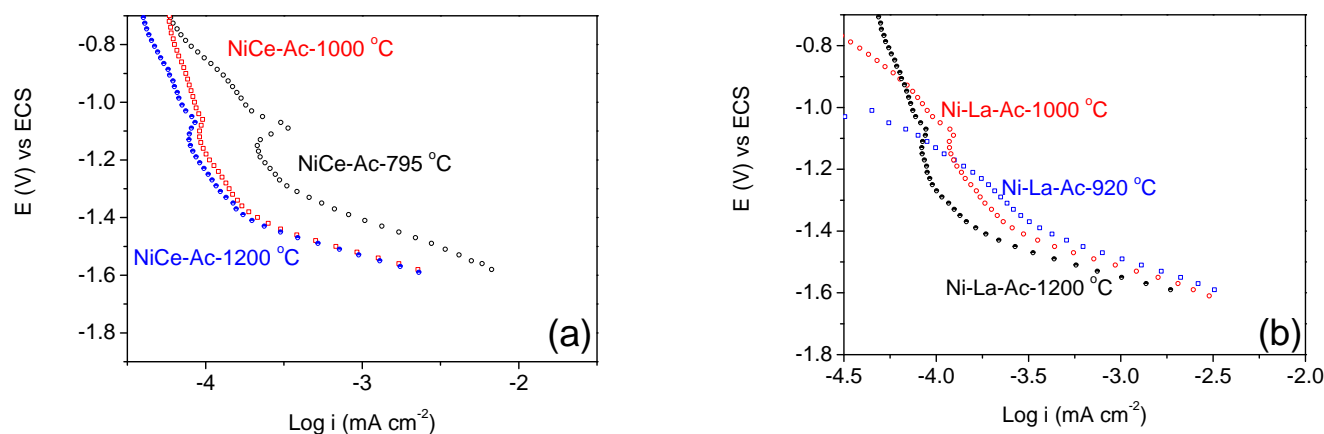 -0.8
-1.0
-1.2
-1.4
-1.6
-1.8
E (V) vs ECS
NiCe-Ac-1000 °C
NiCe-Ac-795 °C
NiCe-Ac-1200 °C
(a)
-4
-3
-2
Log i (mA cm⁻²)
-0.8
-1.0
-1.2
-1.4
-1.6
-1.8
E (V) vs ECS
Ni-La-Ac-1000 °C
Ni-La-Ac-920 °C
Ni-La-Ac-1200 °C
(b)
-4.5
-4.0
-3.5
-3.0
-2.5
-2.0
Log i (mA cm⁻²)